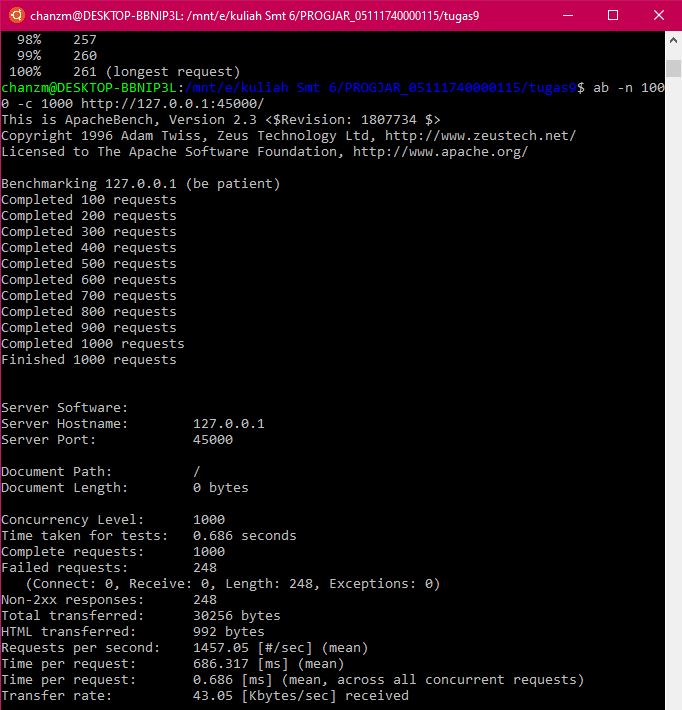 chanzm@DESKTOP-BBNIP3L: /mnt/e/kuliah Smt 6/PROGJAR_05111740000115/tugas9
98% 257
99% 260
100% 261 (longest request)
chanzm@DESKTOP-BBNIP3L:/mnt/e/kuliah Smt 6/PROGJAR_05111740000115/tugas9$ ab -n 100
0 -c 1000 http://127.0.0.1:45000/
This is ApacheBench, Version 2.3 <$Revision: 1807734 $>
Copyright 1996 Adam Twiss, Zeus Technology Ltd, http://www.zeustech.net/
Licensed to The Apache Software Foundation, http://www.apache.org/

Benchmarking 127.0.0.1 (be patient)
Completed 100 requests
Completed 200 requests
Completed 300 requests
Completed 400 requests
Completed 500 requests
Completed 600 requests
Completed 700 requests
Completed 800 requests
Completed 900 requests
Completed 1000 requests
Finished 1000 requests

Server Software:
Server Hostname: 127.0.0.1
Server Port: 45000

Document Path: /
Document Length: 0 bytes

Concurrency Level: 1000
Time taken for tests: 0.686 seconds
Complete requests: 1000
Failed requests: 248
(Connect: 0, Receive: 0, Length: 248, Exceptions: 0)
Non-2xx responses: 248
Total transferred: 30256 bytes
HTML transferred: 992 bytes
Requests per second: 1457.05 [#/sec] (mean)
Time per request: 686.317 [ms] (mean)
Time per request: 0.686 [ms] (mean, across all concurrent requests)
Transfer rate: 43.05 [Kbytes/sec] received